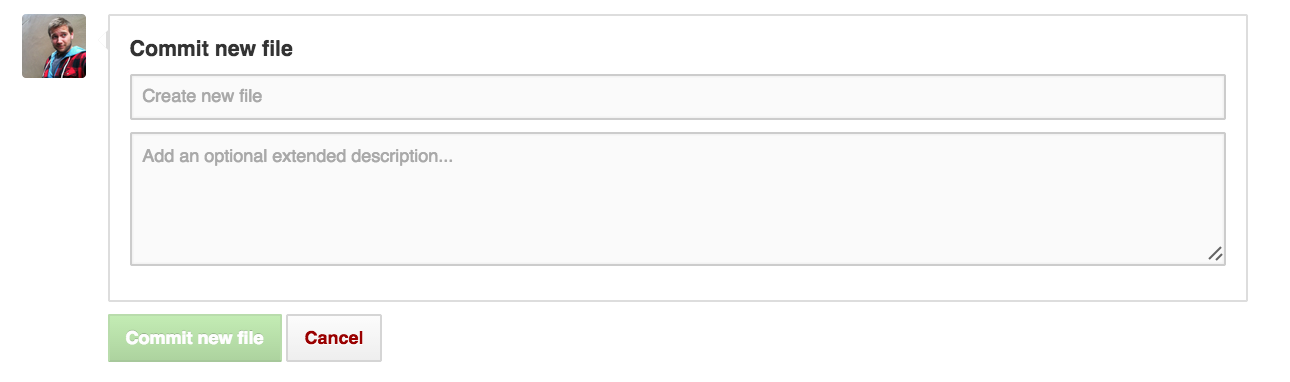 Commit new file
Create new file
Add an optional extended description...
Commit new file Cancel